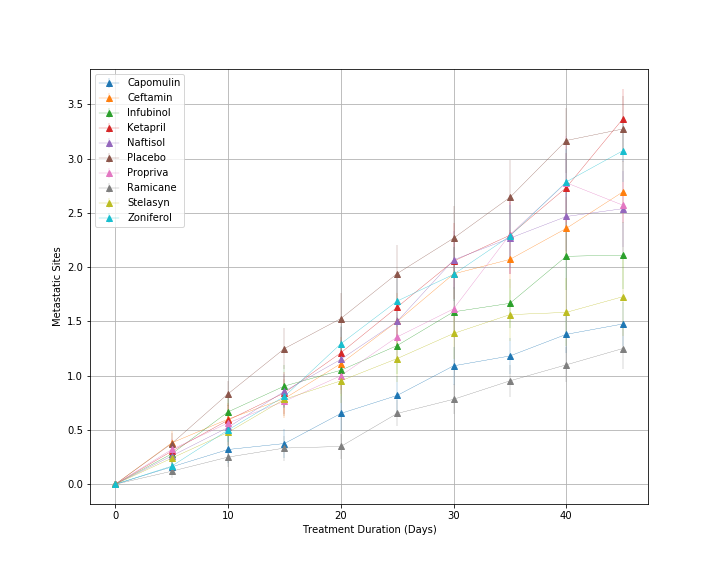 Capomulin
Ceftamin
Infubinol
Ketapril
Naftisol
Placebo
Propriva
Ramicane
Stelasyn
Zoniferol
3.5
3.0
2.5
2.0
1.5
1.0
0.5
0.0
Metastatic Sites
0 10 20 30 40
Treatment Duration (Days)